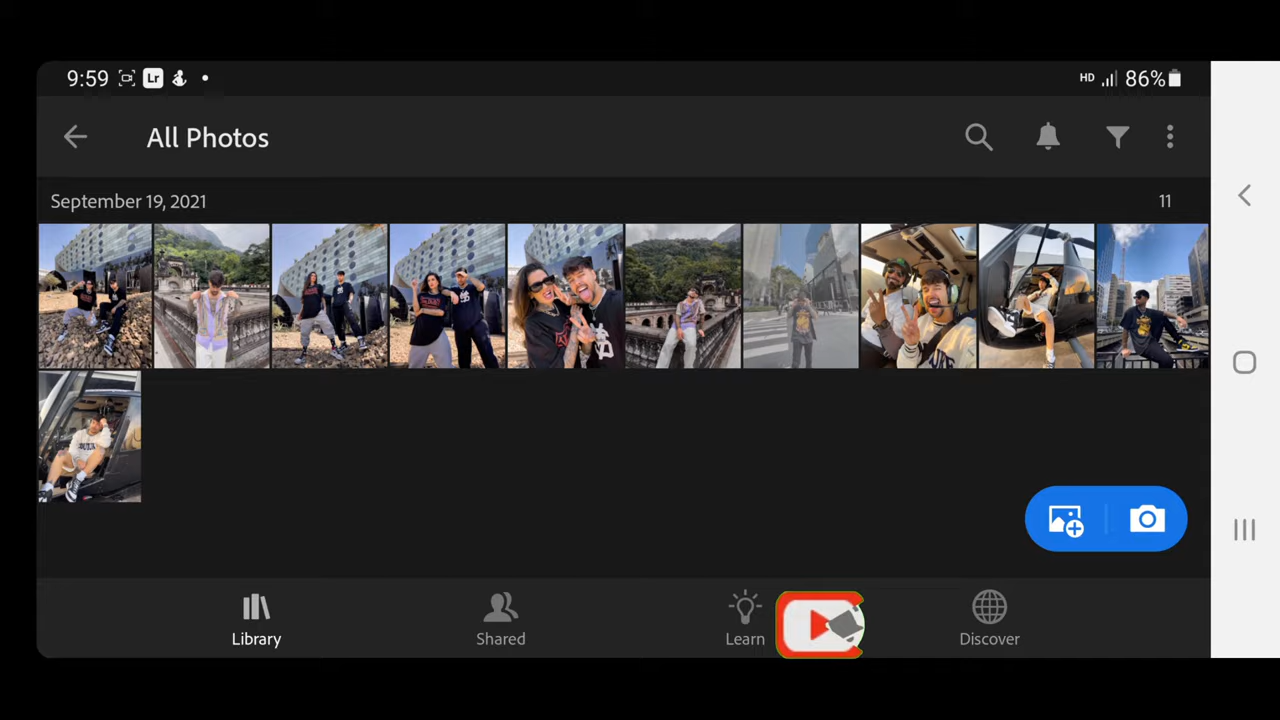 9:59 Lr HD 86%
All Photos
September 19, 2021 11
Library Shared Learn Discover